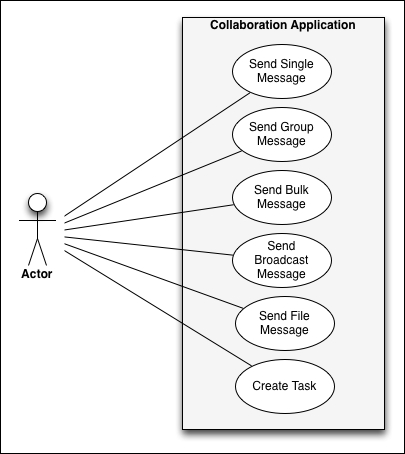 Collaboration Application
Send Single
Message
Send Group
Message
Send Bulk
Message
Send
Broadcast
Message
Send File
Message
Create Task
Actor